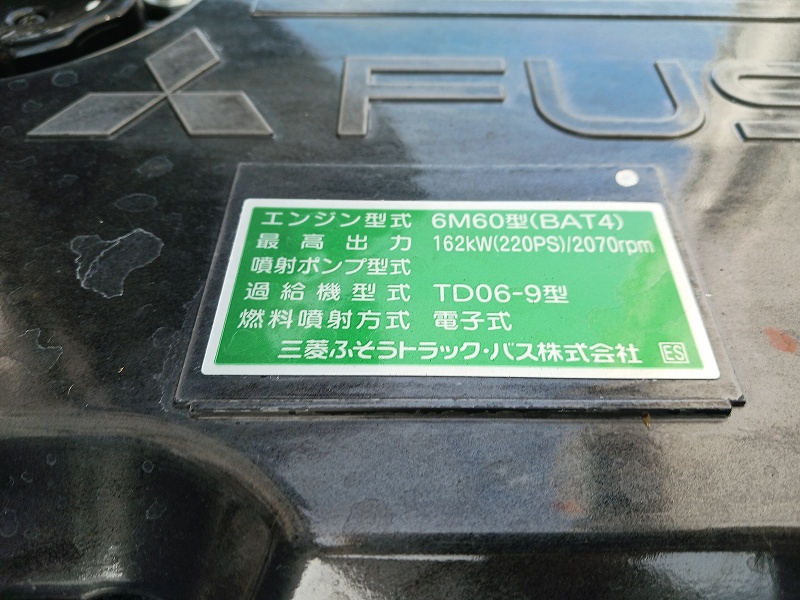 FUS
エンジン型式 6M60型(BAT4)
最高出力 162kW(220PS)/2070rpm
噴射ポンプ型式
過給機型式 TD06-9型
燃料噴射方式 電子式
三菱ふそうトラック・バス株式会社 ES